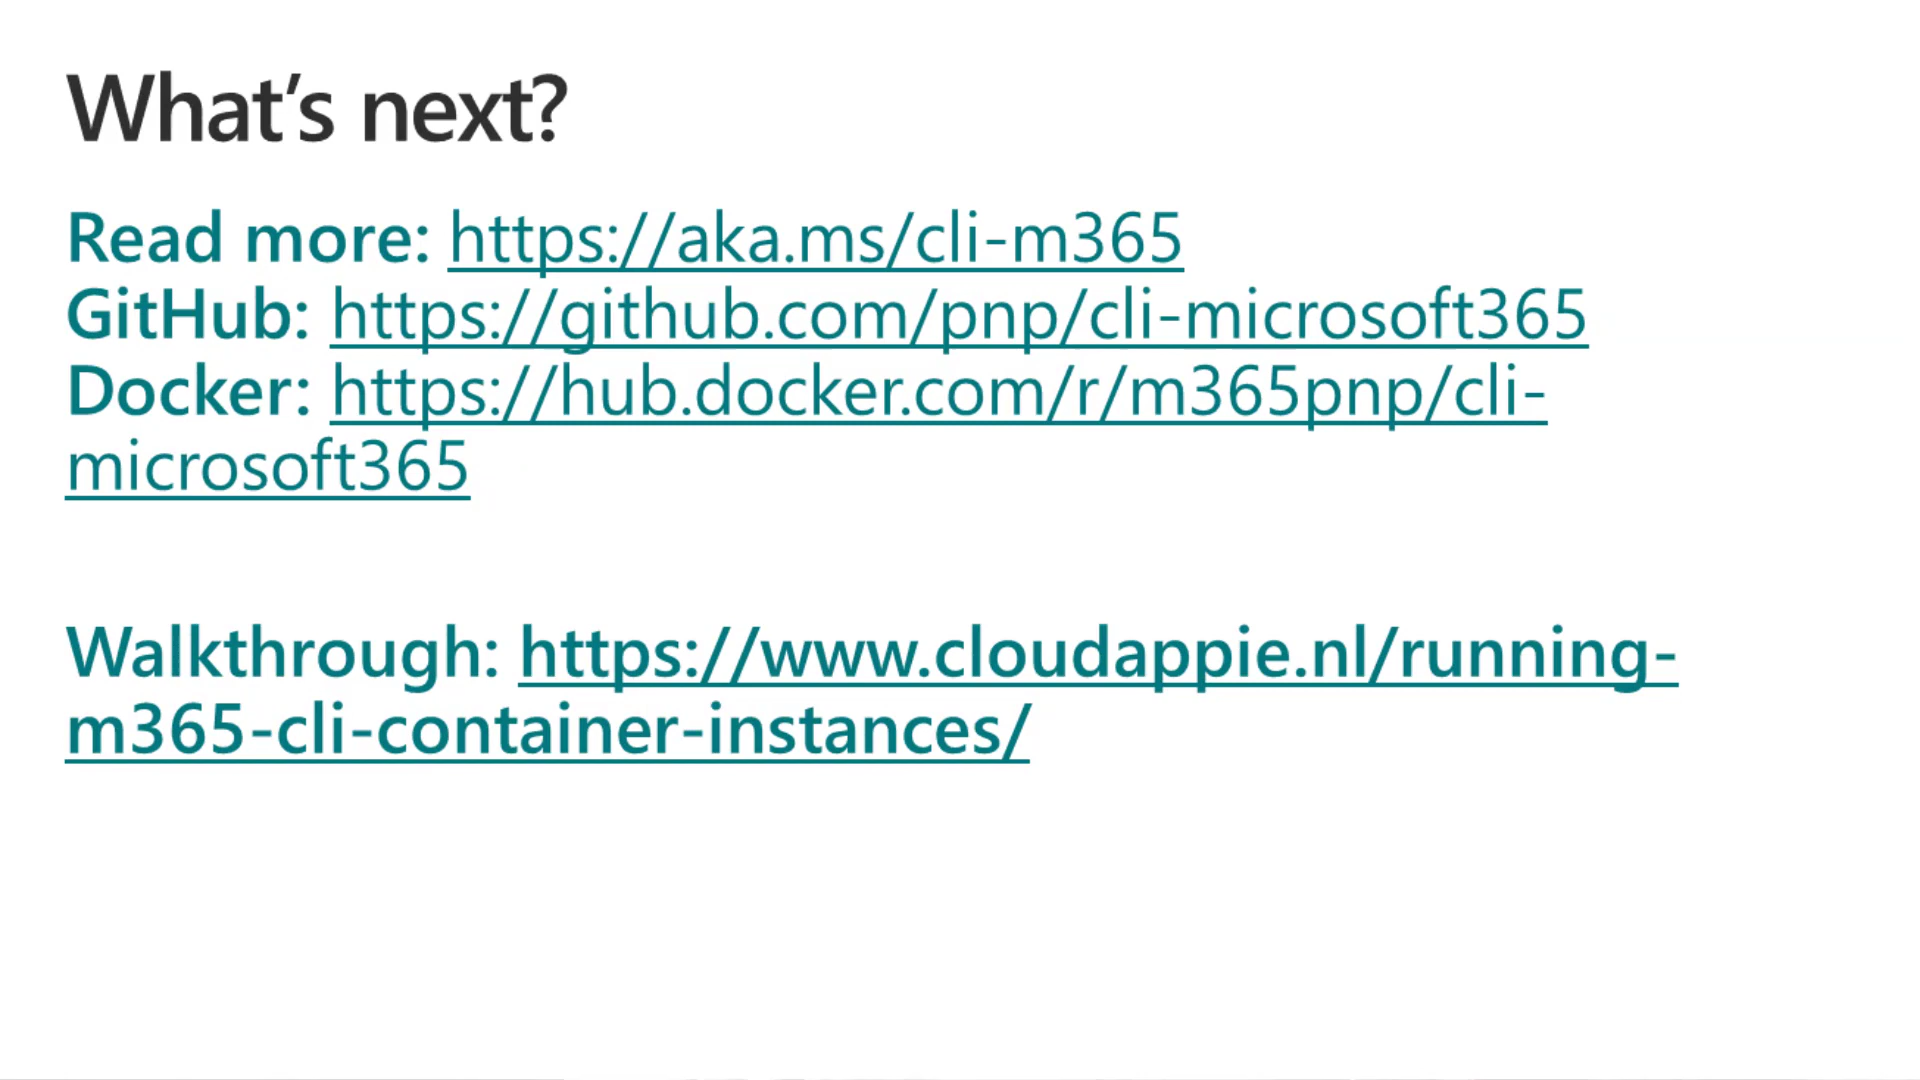 What’s next?
Read more: https://aka.ms/cli-m365
GitHub: https://github.com/pnp/cli-microsoft365
Docker: https://hub.docker.com/r/m365pnp/cli-
microsoft365
Walkthrough: https://www.cloudappie.nl/running-
m365-cli-container-instances/